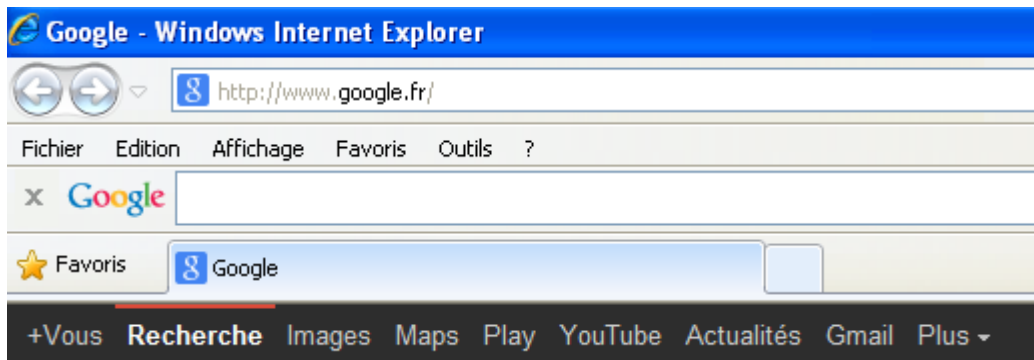 Google - Windows Internet Explorer
http://www.google.fr/
Fichier Edition Affichage Favoris Outils ?
x Google
Favoris Google
+Vous Recherche Images Maps Play YouTube Actualités Gmail Plus